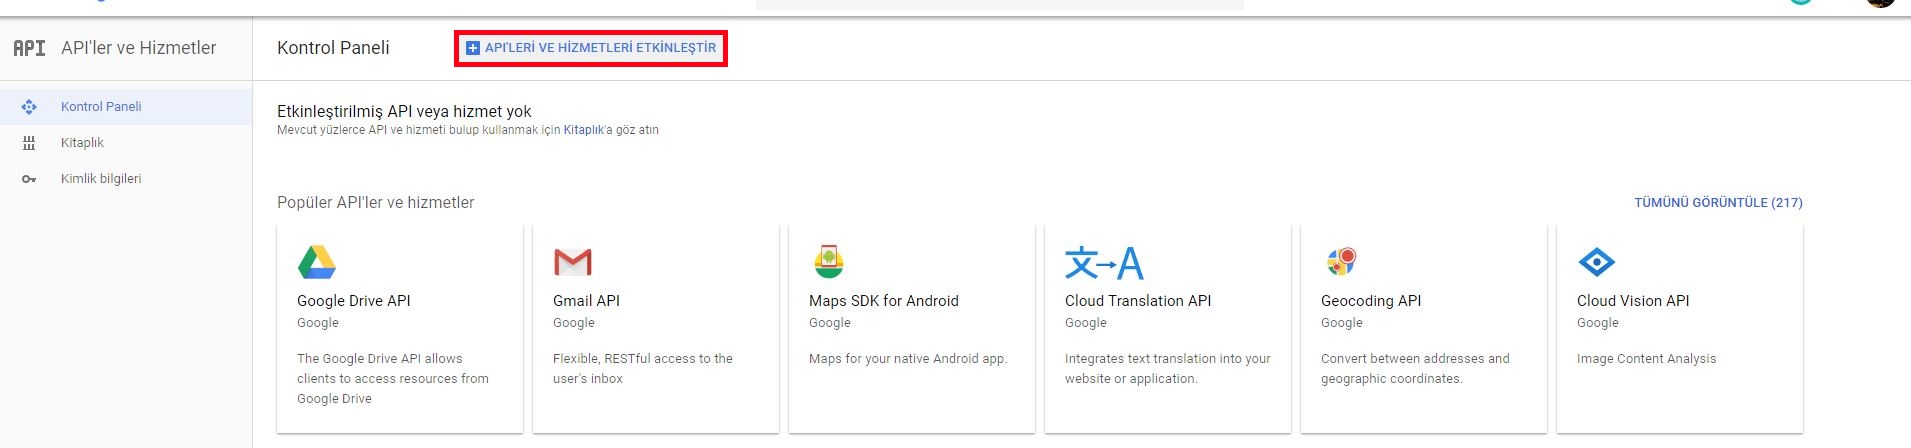 API API'ler ve Hizmetler
Kontrol Paneli
API'LERİ VE HİZMETLERİ ETKİNLEŞTİR
Kontrol Paneli
Kitaplık
Kimlik bilgileri
Etkinleştirilmiş API veya hizmet yok
Mevcut yüzlerce API ve hizmeti bulup kullanmak için Kitaplık'a göz atın
Popüler API'ler ve hizmetler
TÜMÜNÜ GÖRÜNTÜLE (217)
Google Drive API
Google
The Google Drive API allows
clients to access resources from
Google Drive
Gmail API
Google
Flexible, RESTful access to the
user's inbox
Maps SDK for Android
Google
Maps for your native Android app.
文→A
Cloud Translation API
Google
Integrates text translation into your
website or application.
Geocoding API
Google
Convert between addresses and
geographic coordinates.
Cloud Vision API
Google
Image Content Analysis